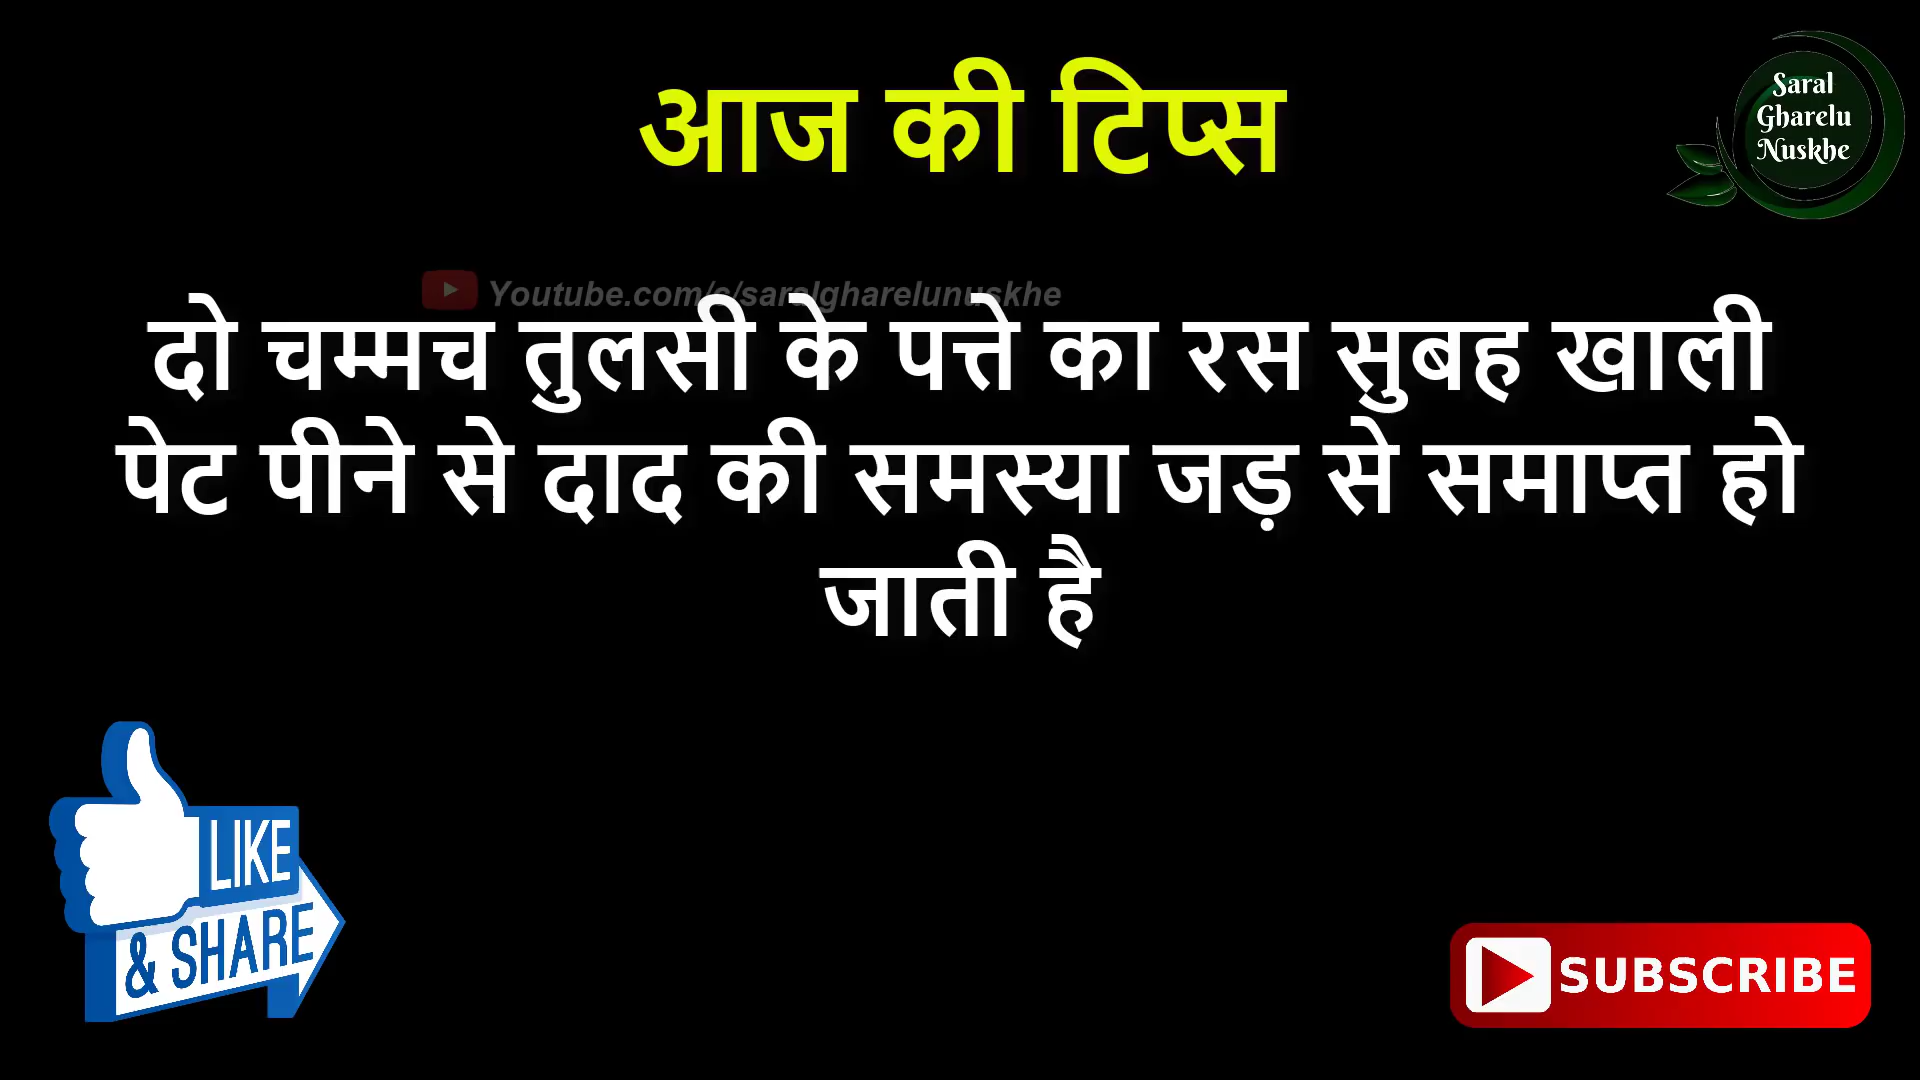 आज की टिप्स
Saral
Gharelu
Nuskhe
Youtube.com/c/saralgharelunuskhe
दो चम्मच तुलसी के पत्ते का रस सुबह खाली
पेट पीने से दाद की समस्या जड़ से समाप्त हो
जाती है
LIKE
& SHARE
SUBSCRIBE